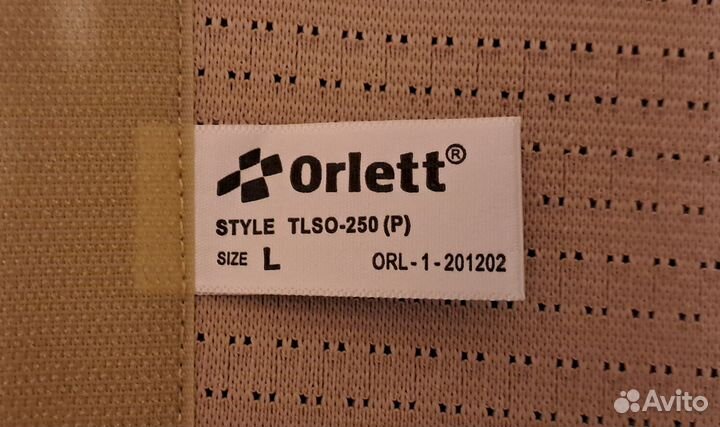 Orlett®
STYLE TLSO-250 (P)
SIZE L ORL-1-201202
Avito